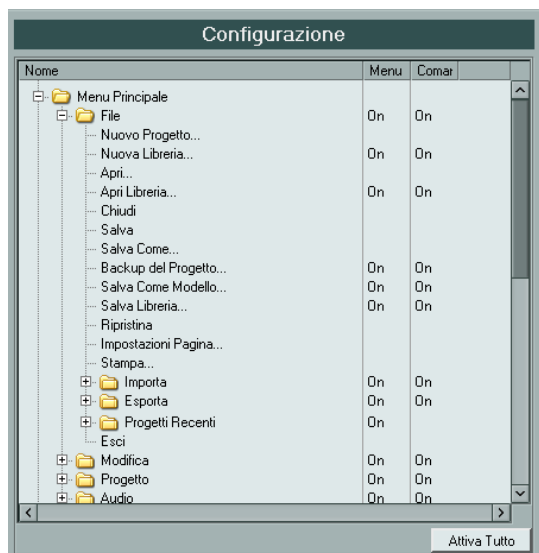 Configurazione
Nome Menu Comar
Menu Principale
File On On
Nuovo Progetto...
Nuova Libreria... On On
Apri...
Apri Libreria... On On
Chiudi
Salva
Salva Come...
Backup del Progetto... On On
Salva Come Modello... On On
Salva Libreria... On On
Ripristina
Impostazioni Pagina...
Stampa...
Importa On On
Esporta On On
Progetti Recenti On
Esci
Modifica On On
Progetto On On
Audio On On
Attiva Tutto